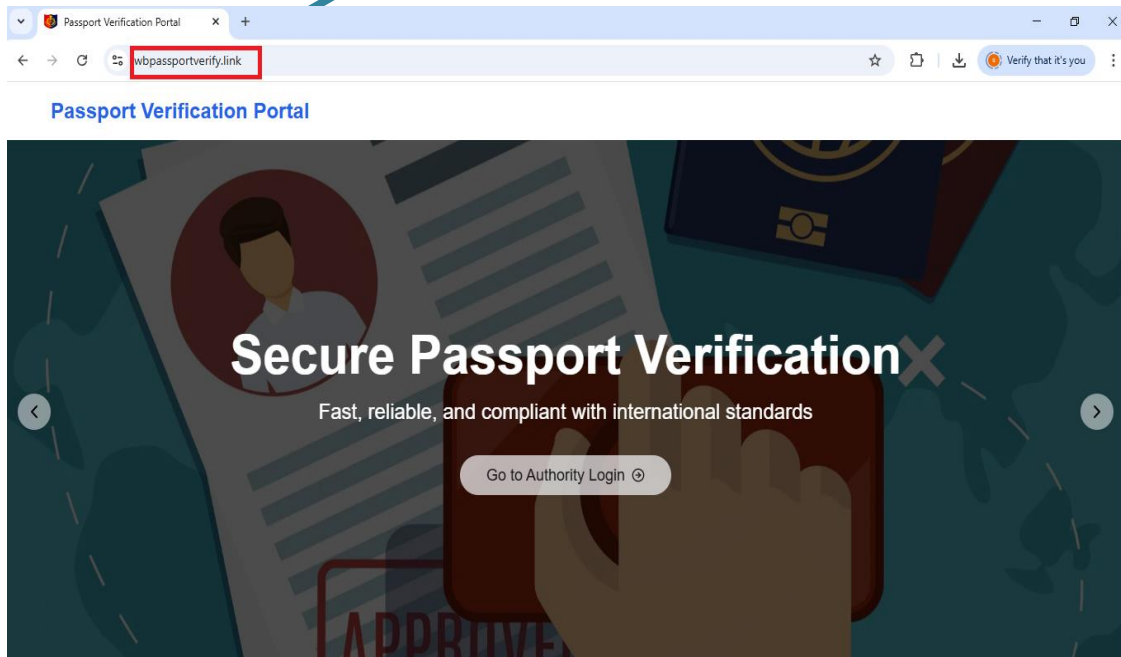 Passport Verification Portal
wbpassportverify.link
Verify that it's you
Passport Verification Portal
Secure Passport Verification
Fast, reliable, and compliant with international standards
Go to Authority Login
APPROVE